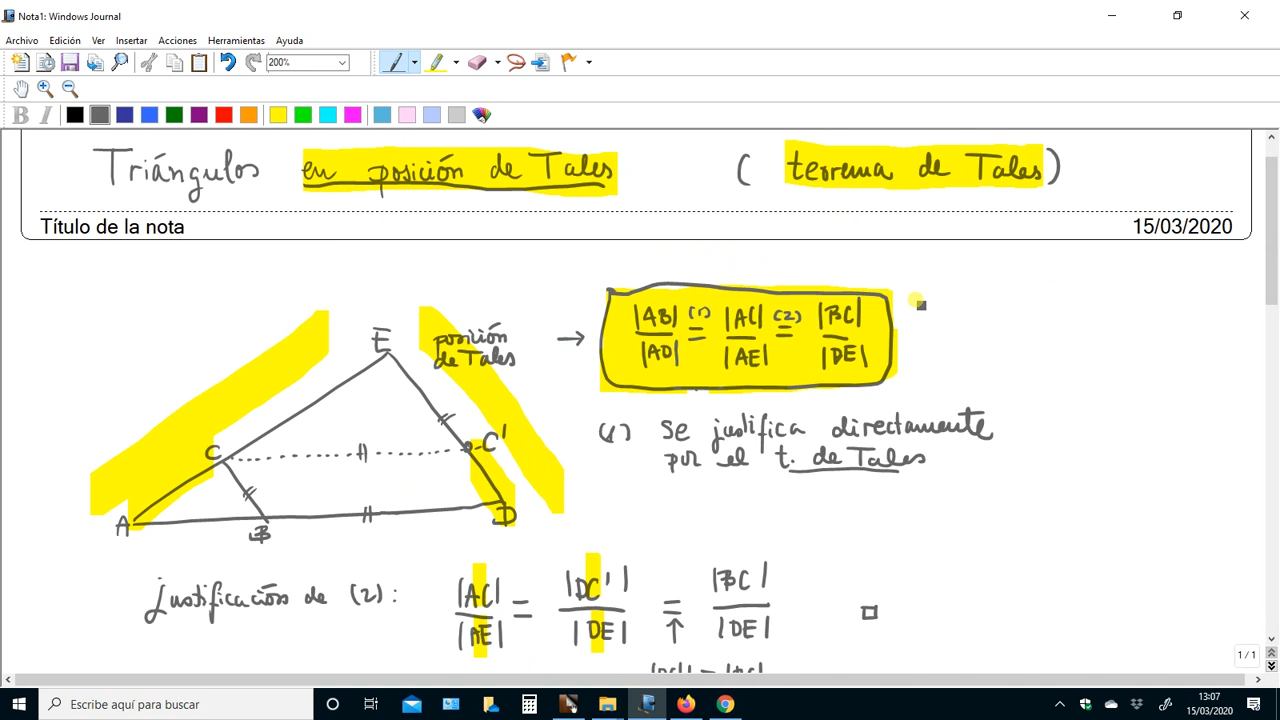 Nota1: Windows Journal
Archivo Edición Ver Insertar Acciones Herramientas Ayuda
200%
B I
Triángulos en posición de Tales ( teorema de Tales)
Título de la nota 15/03/2020
E posición de Tales → |AB|/|AD| =(1) |AC|/|AE| =(2) |BC|/|DE|
(1) Se justifica directamente
por el t. de Tales
C C'
A B D
justificación de (2): |AC|/|AE| = |DC'|/|DE| = |BC|/|DE| □
↑
1 / 1
Escribe aquí para buscar
13:07
15/03/2020